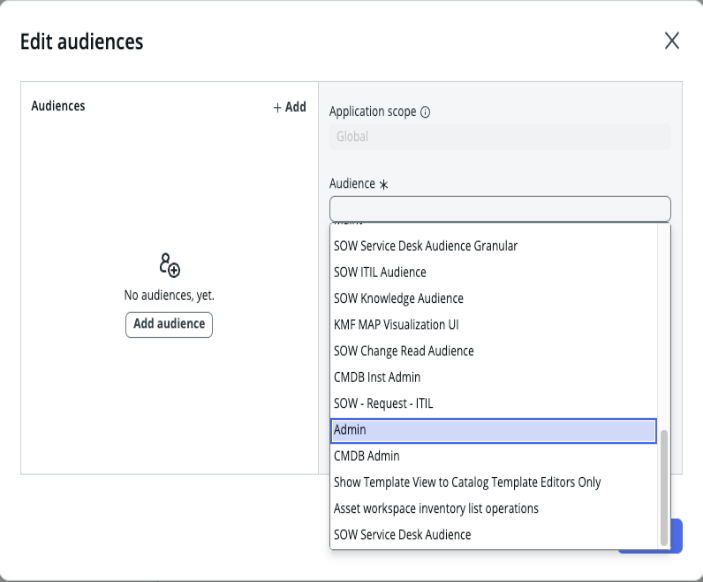 Edit audiences
Audiences
+ Add
No audiences, yet.
Add audience
Application scope
Global
Audience *
SOW Service Desk Audience Granular
SOW ITIL Audience
SOW Knowledge Audience
KMF MAP Visualization UI
SOW Change Read Audience
CMDB Inst Admin
SOW - Request - ITIL
Admin
CMDB Admin
Show Template View to Catalog Template Editors Only
Asset workspace inventory list operations
SOW Service Desk Audience